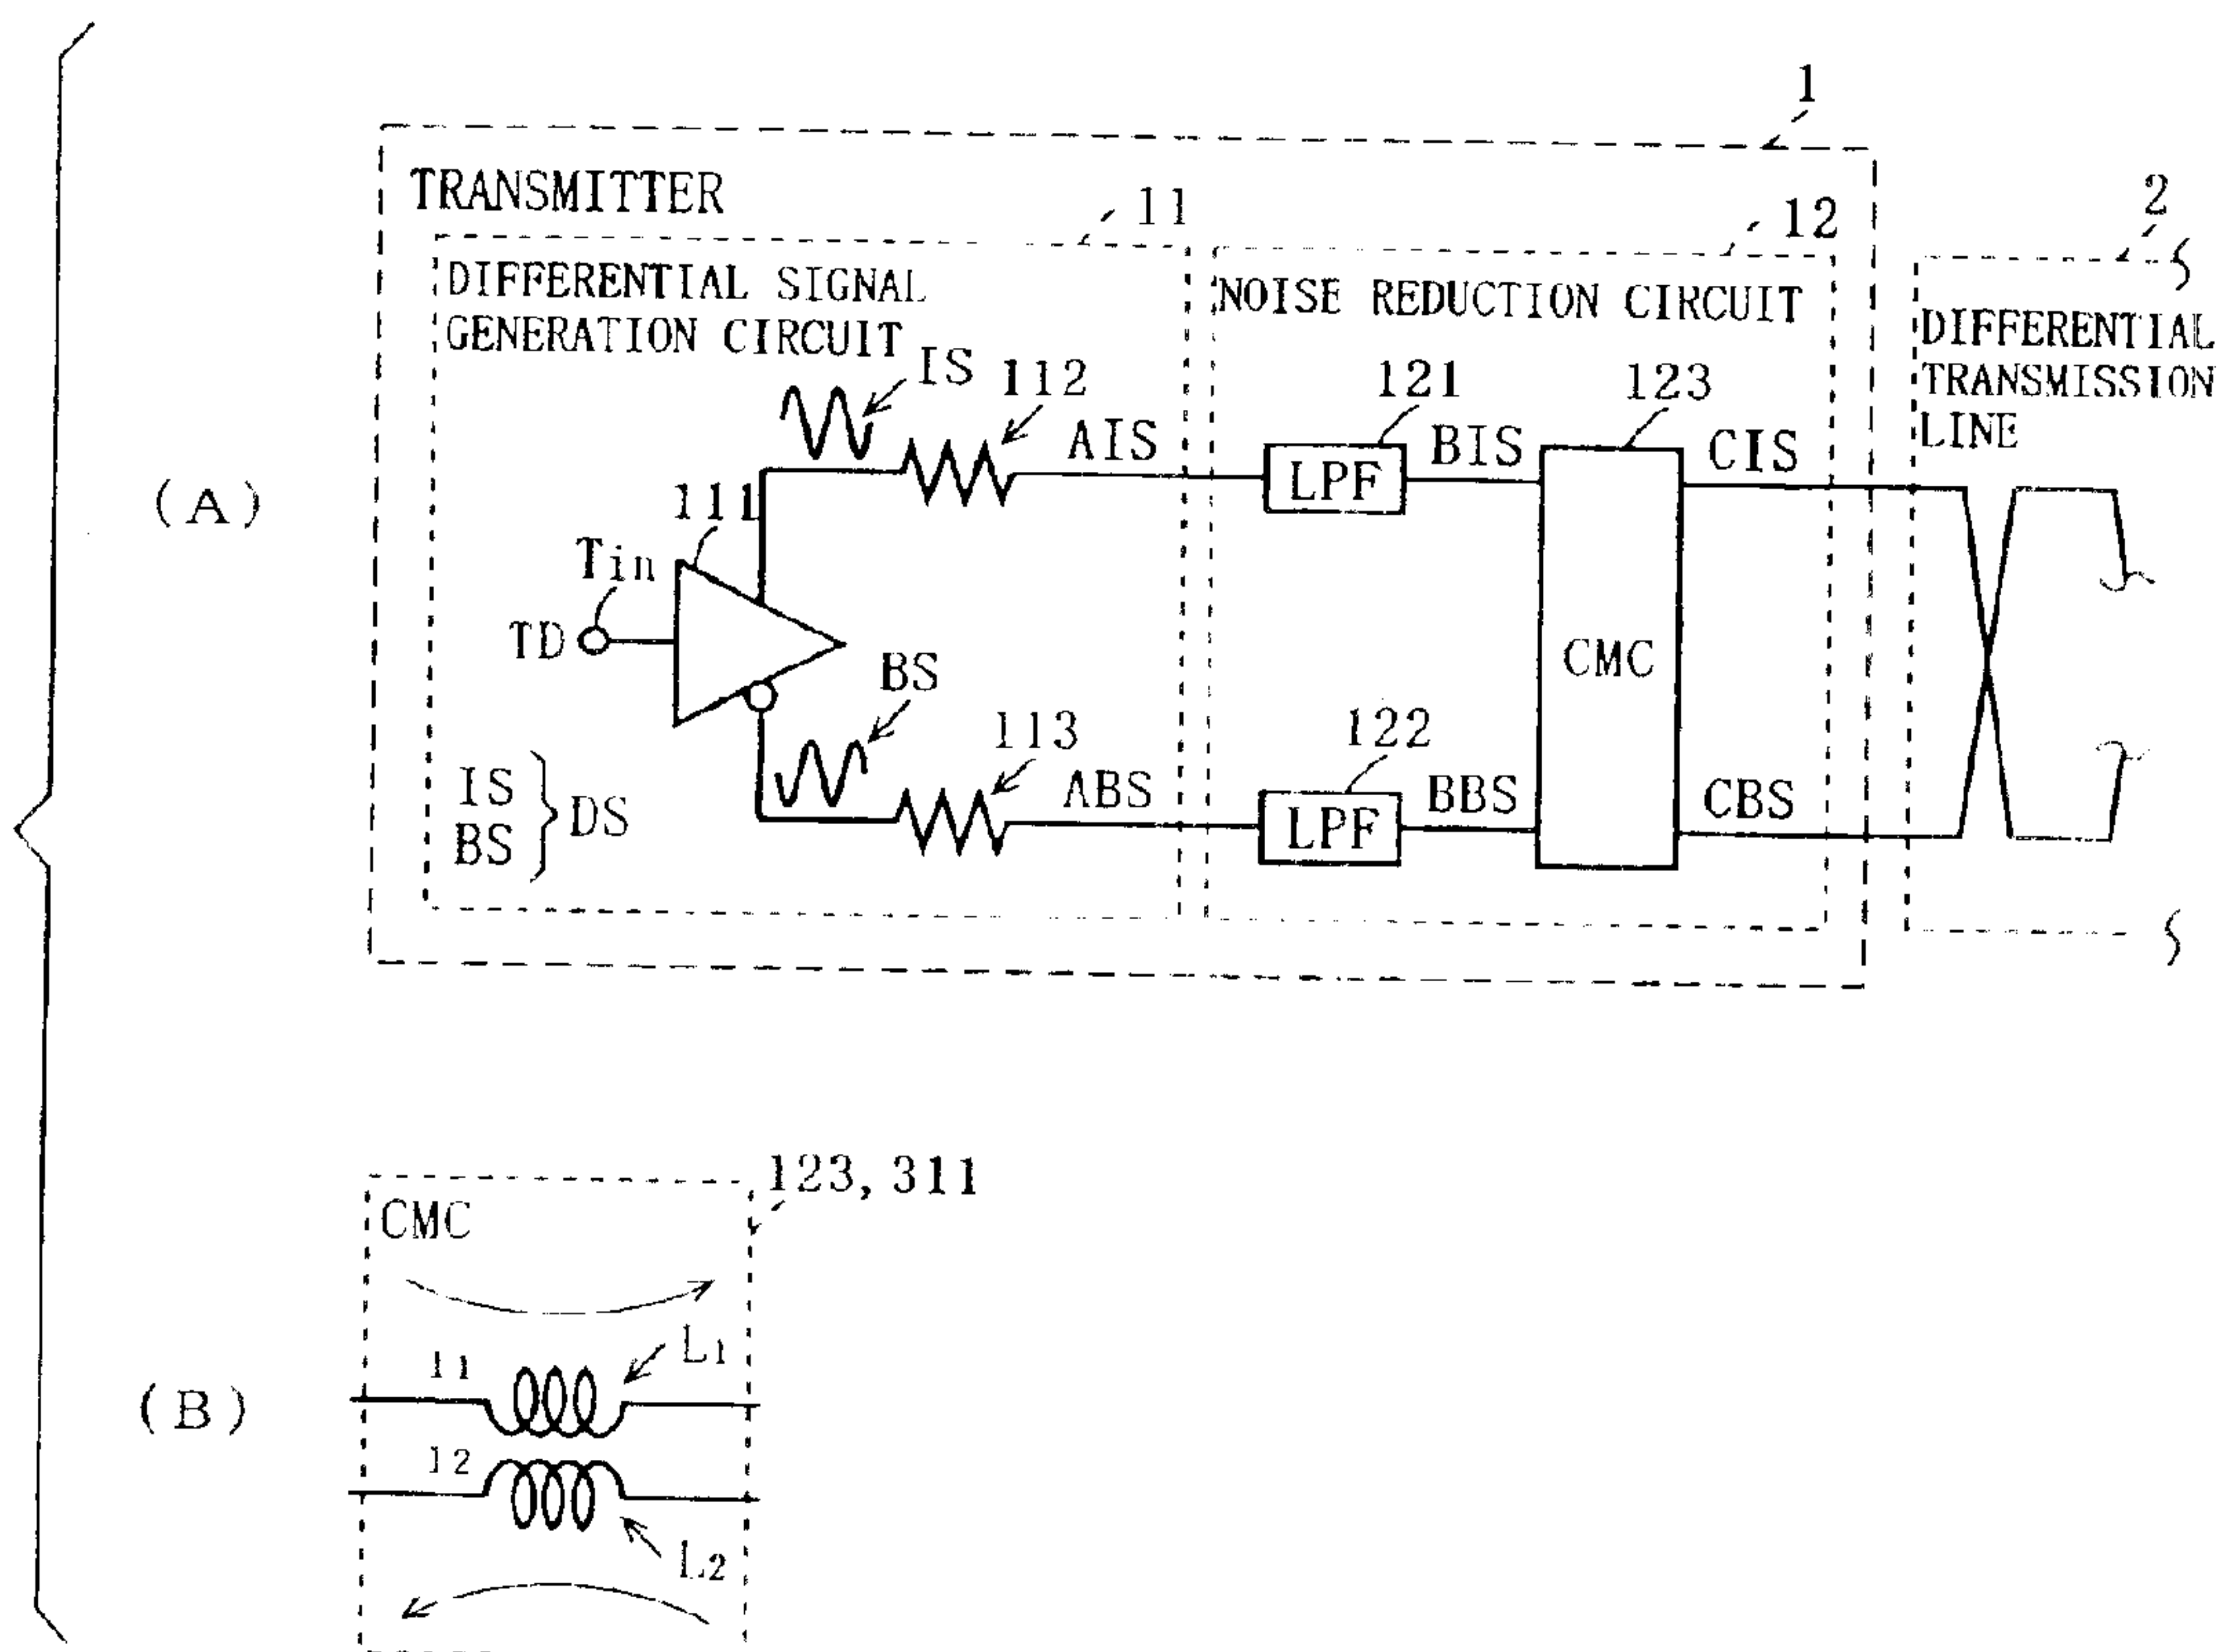 1
TRANSMITTER
11
12
2
DIFFERENTIAL SIGNAL
GENERATION CIRCUIT
NOISE REDUCTION CIRCUIT
DIFFERENTIAL
TRANSMISSION
LINE
IS
112
AIS
121
BIS
123
CIS
LPF
(A)
111
Tin
TD
CMC
BS
113
ABS
122
BBS
CBS
LPF
IS
BS
DS
123, 311
CMC
L1
l1
(B)
l2
L2